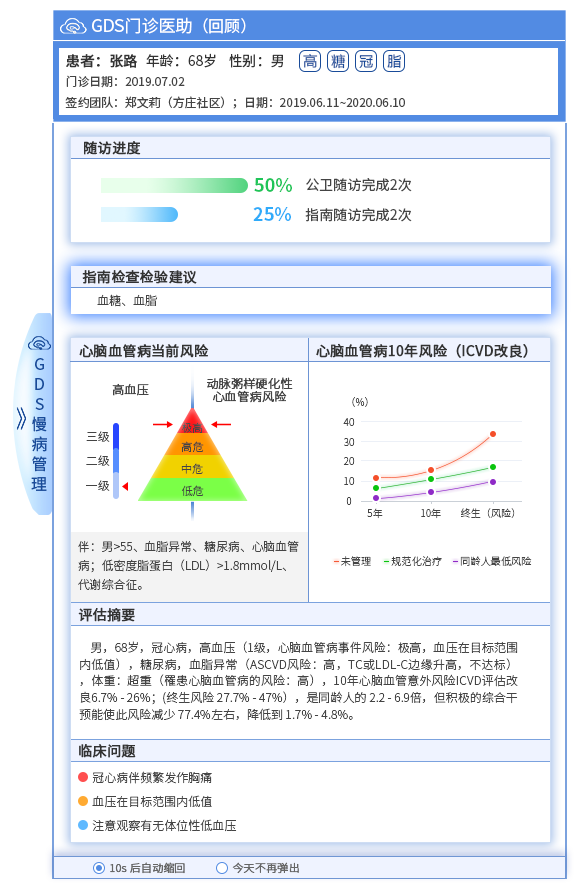 GDS门诊医助（回顾）
患者：张路 年龄：68岁 性别：男 高 糖 冠 脂
门诊日期：2019.07.02
签约团队：郑文莉（方庄社区）；日期：2019.06.11~2020.06.10
随访进度
50% 公卫随访完成2次
25% 指南随访完成2次
指南检查检验建议
血糖、血脂
GDS慢病管理
心脑血管病当前风险
高血压
动脉粥样硬化性
心血管病风险
极高
三级
高危
二级
中危
一级
低危
伴：男>55、血脂异常、糖尿病、心脑血管
病；低密度脂蛋白（LDL）>1.8mmol/L、
代谢综合征。
心脑血管病10年风险（ICVD改良）
（%）
40
30
20
10
0
5年 10年 终生（风险）
未管理 规范化治疗 同龄人最低风险
评估摘要
男，68岁，冠心病，高血压（1级，心脑血管病事件风险：极高，血压在目标范围
内低值），糖尿病，血脂异常（ASCVD风险：高，TC或LDL-C边缘升高，不达标）
，体重：超重（罹患心脑血管病的风险：高），10年心脑血管意外风险ICVD评估改
良6.7% - 26%；(终生风险 27.7% - 47%），是同龄人的 2.2 - 6.9倍，但积极的综合干
预能使此风险减少 77.4%左右，降低到 1.7% - 4.8%。
临床问题
冠心病伴频繁发作胸痛
血压在目标范围内低值
注意观察有无体位性低血压
10s 后自动缩回 今天不再弹出